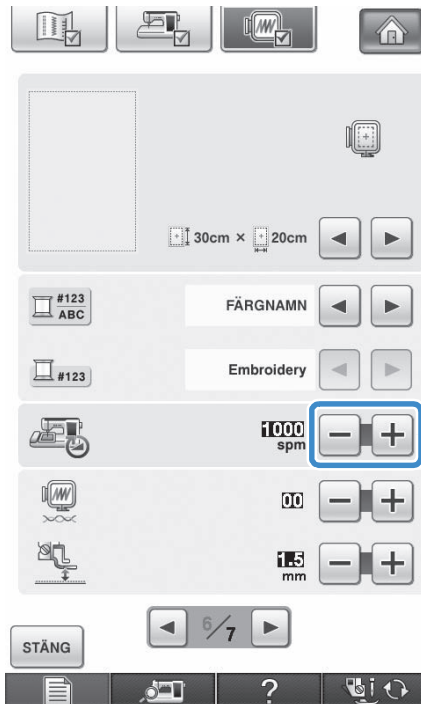 30cm × 20cm
#123
ABC
FÄRGNAMN
#123
Embroidery
1000
spm
00
1.5
mm
6/7
STÄNG
?